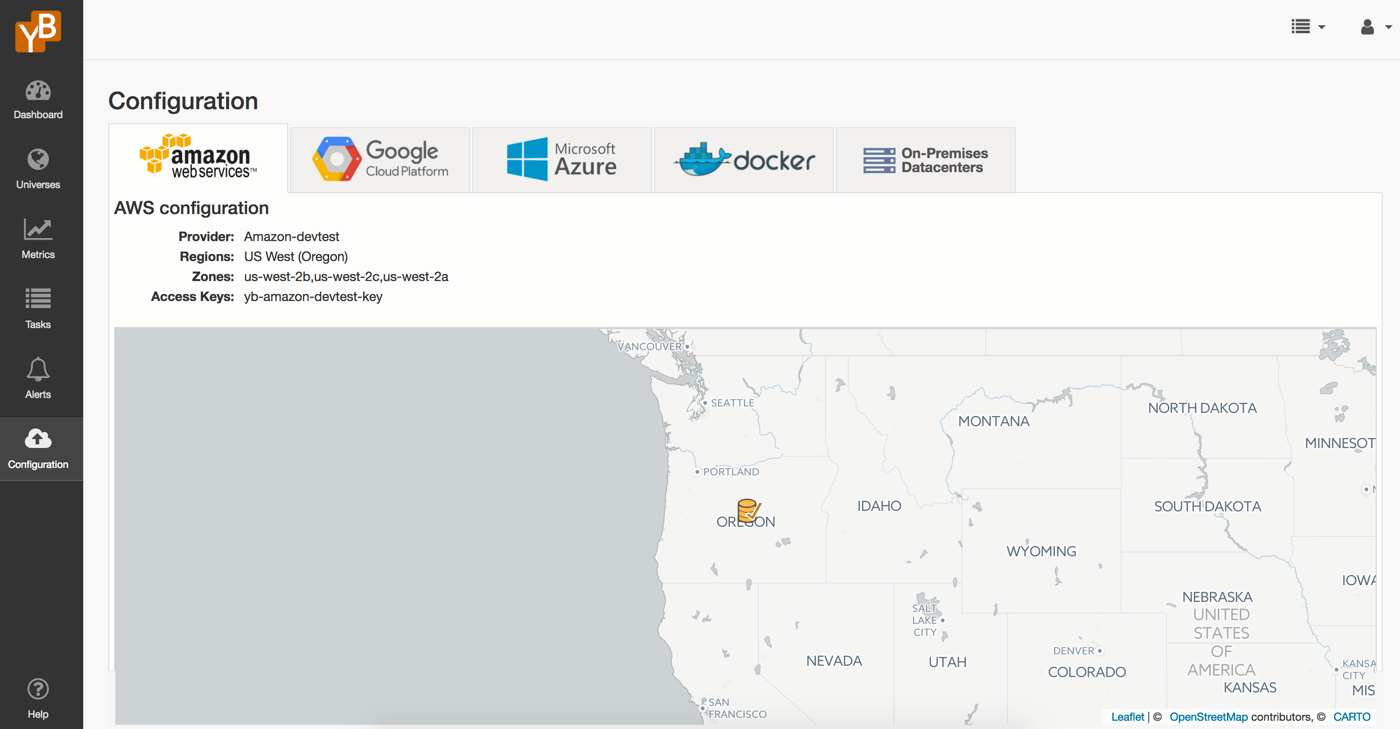 YB
Dashboard
Universes
Metrics
Tasks
Alerts
Configuration
Help
Configuration
amazon
web services™
Google
Cloud Platform
Microsoft
Azure
docker
On-Premises
Datacenters
AWS configuration
Provider: Amazon-devtest
Regions: US West (Oregon)
Zones: us-west-2b,us-west-2c,us-west-2a
Access Keys: yb-amazon-devtest-key
VANCOUVER
SEATTLE
MONTANA
NORTH DAKOTA
MINNESOT
PORTLAND
OREGON
IDAHO
SOUTH DAKOTA
WYOMING
IOWA
NEBRASKA
UNITED
STATES
OF
AMERICA
SALT
LAKE
CITY
NEVADA
UTAH
DENVER
COLORADO
KANSAS
KANSA
CITY
MIS
SAN
FRANCISCO
Leaflet | © OpenStreetMap contributors, © CARTO